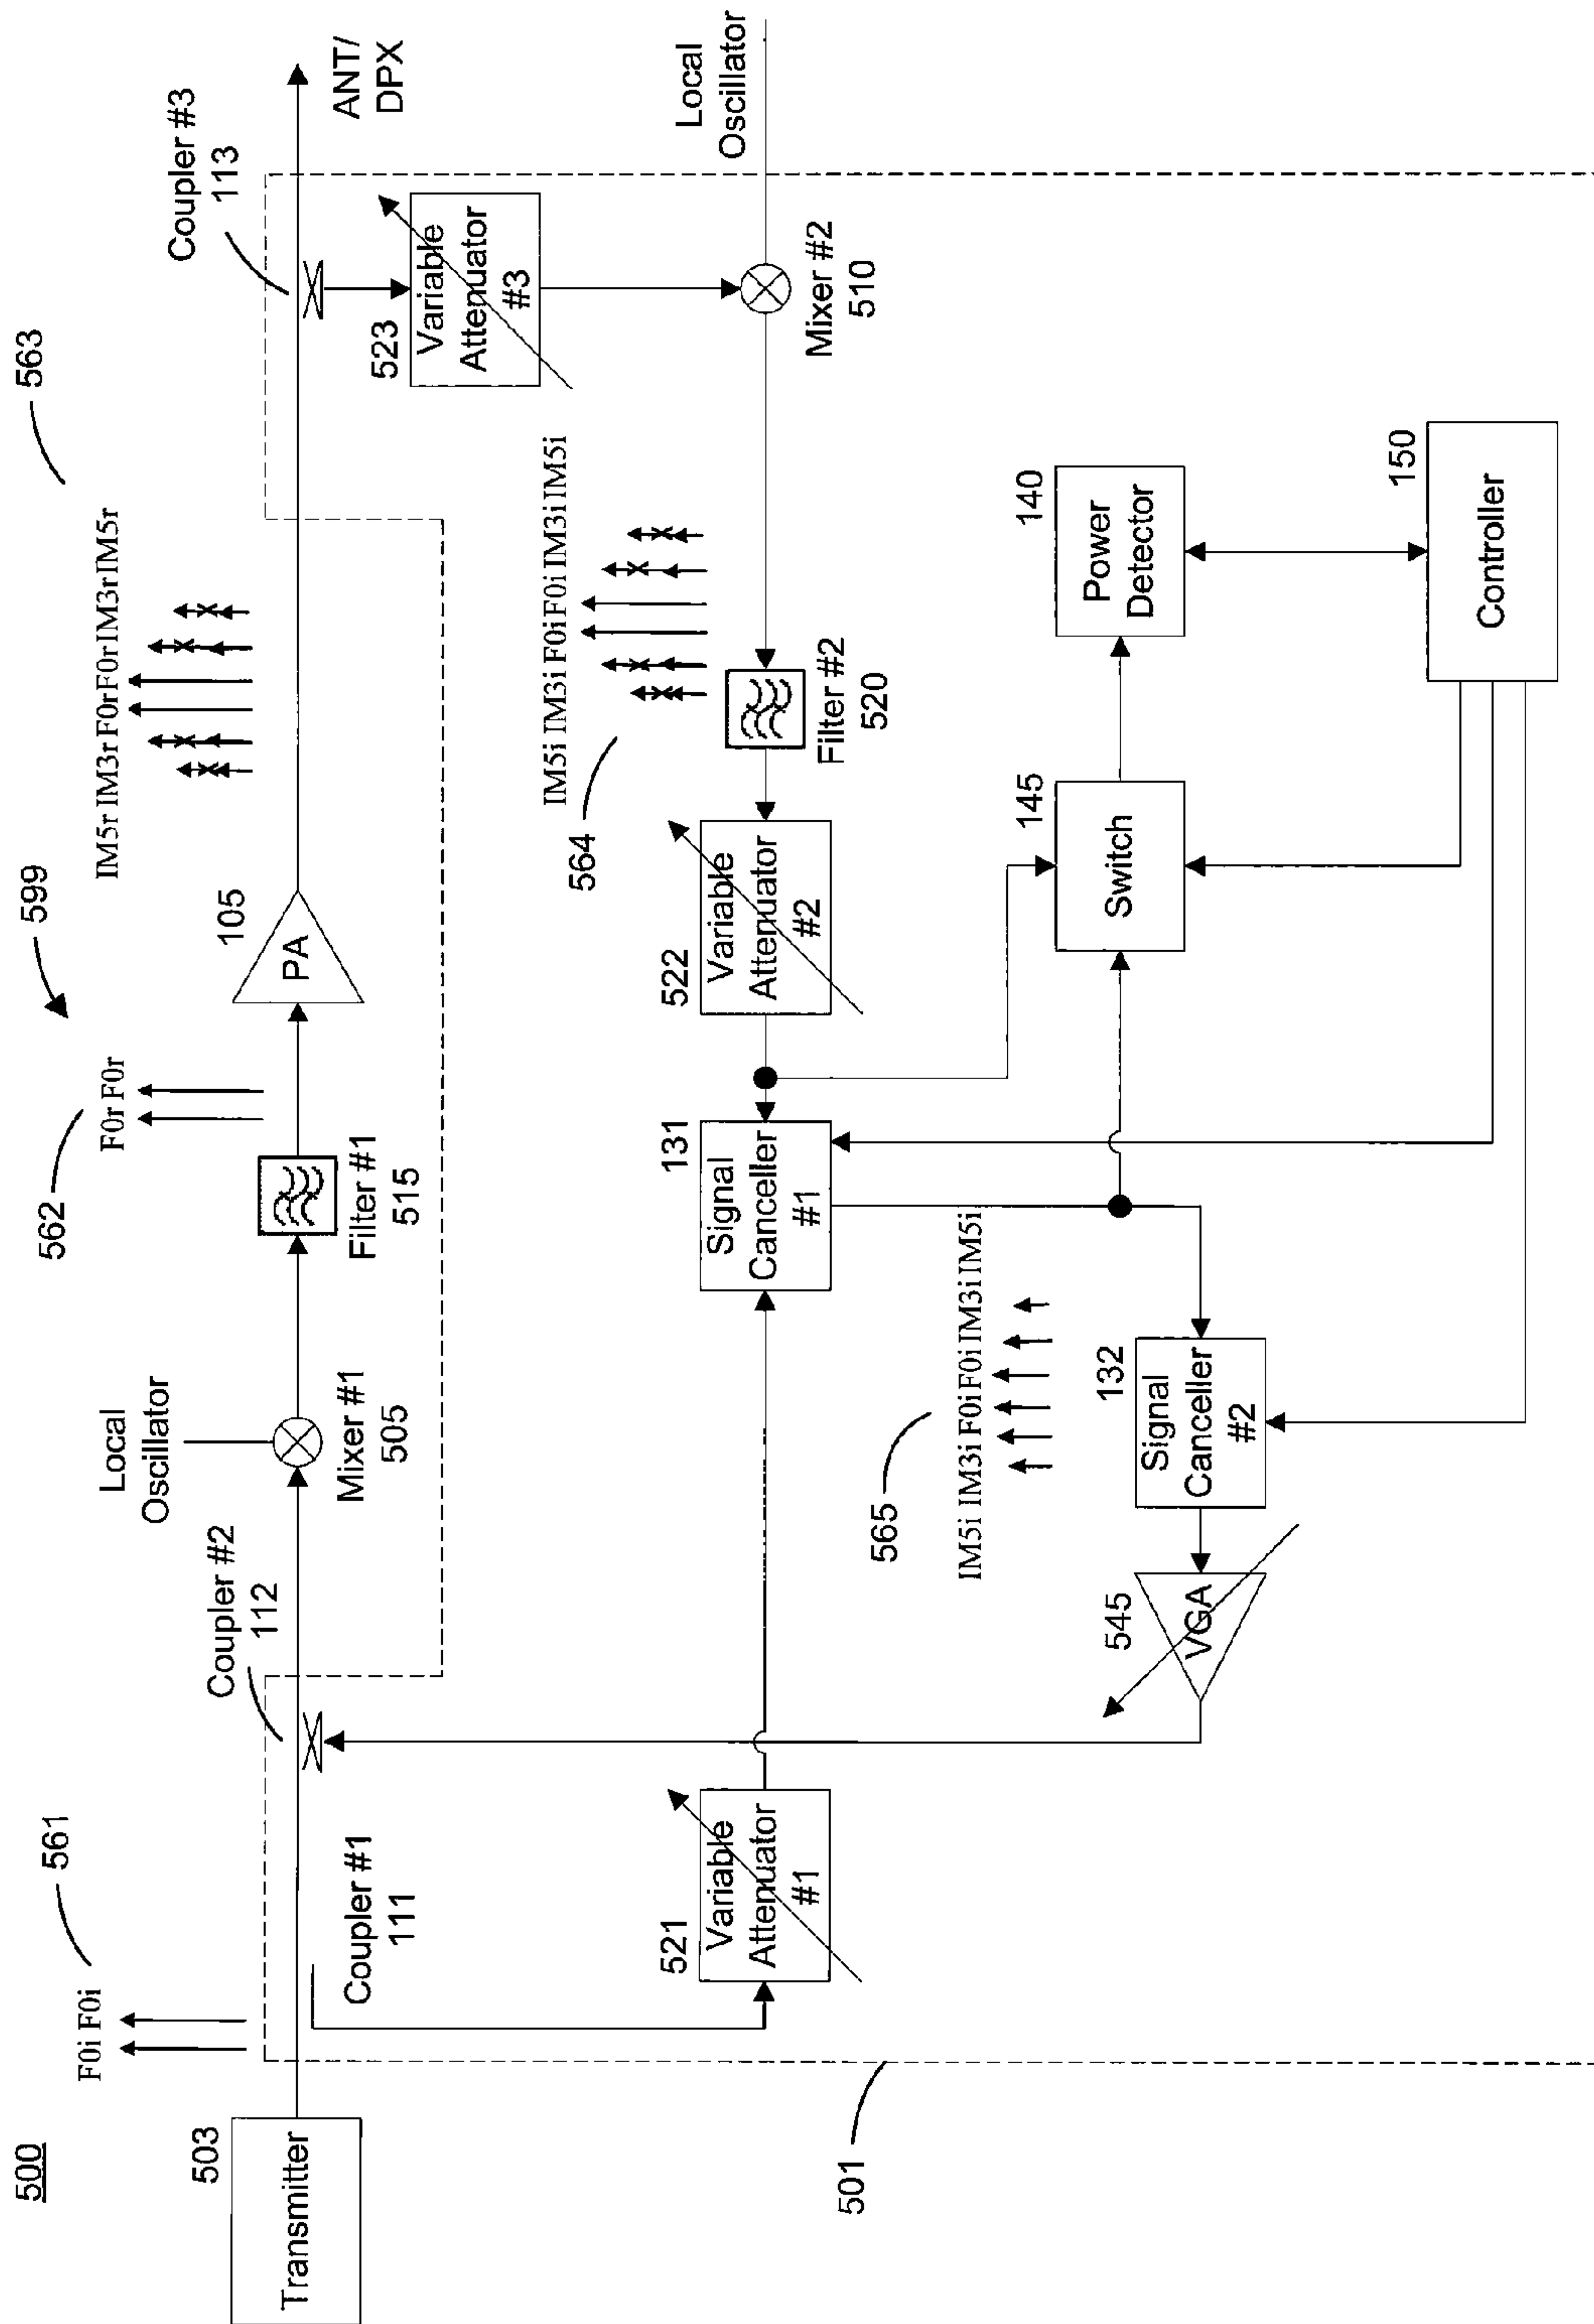 500
Transmitter
503
F0i F0i
561
Coupler #1
111
Coupler #2
112
Local
Oscillator
Mixer #1
505
Filter #1
515
F0r F0r
562
599
PA
105
IM5r IM3r F0r F0r IM3r IM5r
563
Coupler #3
113
ANT/
DPX
523
Variable
Attenuator
#3
Local
Oscillator
Mixer #2
510
IM5i IM3i F0i F0i IM3i IM5i
564
Filter #2
520
522
Variable
Attenuator
#2
131
Signal
Canceller
#1
521
Variable
Attenuator
#1
501
565
IM5i IM3i F0i F0i IM3i IM5i
132
Signal
Canceller
#2
545
VGA
145
Switch
140
Power
Detector
150
Controller